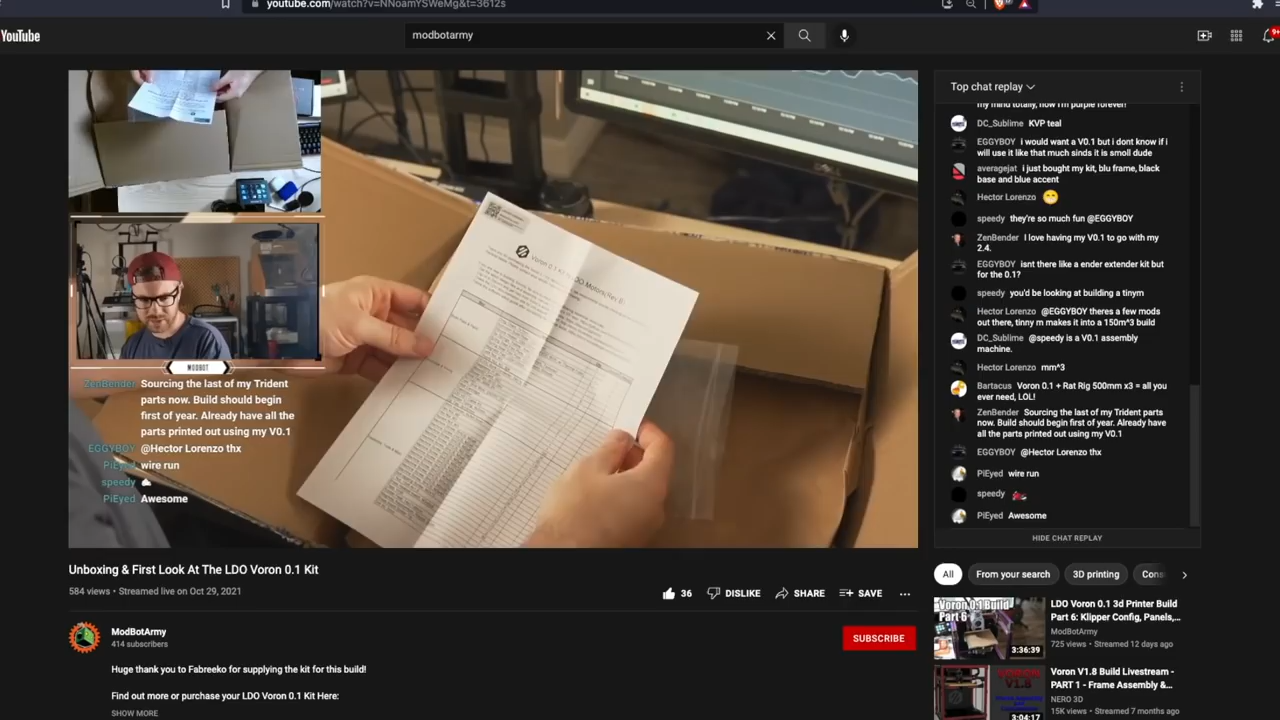 youtube.com/watch?v=NNoamYSWeMg&t=3612s
YouTube
modbotarmy
9+
MODBOT
ZenBender Sourcing the last of my Trident
parts now. Build should begin
first of year. Already have all the
parts printed out using my V0.1
EGGYBOY @Hector Lorenzo thx
PiEyed wire run
speedy
PiEyed Awesome
Voron 0.1 Kit
Motors
Unboxing & First Look At The LDO Voron 0.1 Kit
584 views • Streamed live on Oct 29, 2021
36 DISLIKE SHARE SAVE
ModBotArmy
414 subscribers
SUBSCRIBE
Huge thank you to Fabreeko for supplying the kit for this build!
Find out more or purchase your LDO Voron 0.1 Kit Here:
SHOW MORE
Top chat replay
my mind totally, now I'm purple forever!
DC_Sublime KVP teal
EGGYBOY i would want a V0.1 but i dont know if i
will use it like that much sinds it is smoll dude
averagejat i just bought my kit, blu frame, black
base and blue accent
Hector Lorenzo
speedy they're so much fun @EGGYBOY
ZenBender I love having my V0.1 to go with my
2.4.
EGGYBOY isnt there like a ender extender kit but
for the 0.1?
speedy you'd be looking at building a tinym
Hector Lorenzo @EGGYBOY theres a few mods
out there, tinny m makes it into a 150m^3 build
DC_Sublime @speedy is a V0.1 assembly
machine.
Hector Lorenzo mm^3
Bartacus Voron 0.1 + Rat Rig 500mm x3 = all you
ever need, LOL!
ZenBender Sourcing the last of my Trident parts
now. Build should begin first of year. Already have
all the parts printed out using my V0.1
EGGYBOY @Hector Lorenzo thx
PiEyed wire run
speedy
PiEyed Awesome
HIDE CHAT REPLAY
All From your search 3D printing Cons
Voron 0.1 Build
Part 6
3:36:39
LDO Voron 0.1 3d Printer Build
Part 6: Klipper Config, Panels,...
ModBotArmy
725 views • Streamed 12 days ago
V1.8
3:04:17
Voron V1.8 Build Livestream -
PART 1 - Frame Assembly &...
NERO 3D
15K views • Streamed 7 months ago